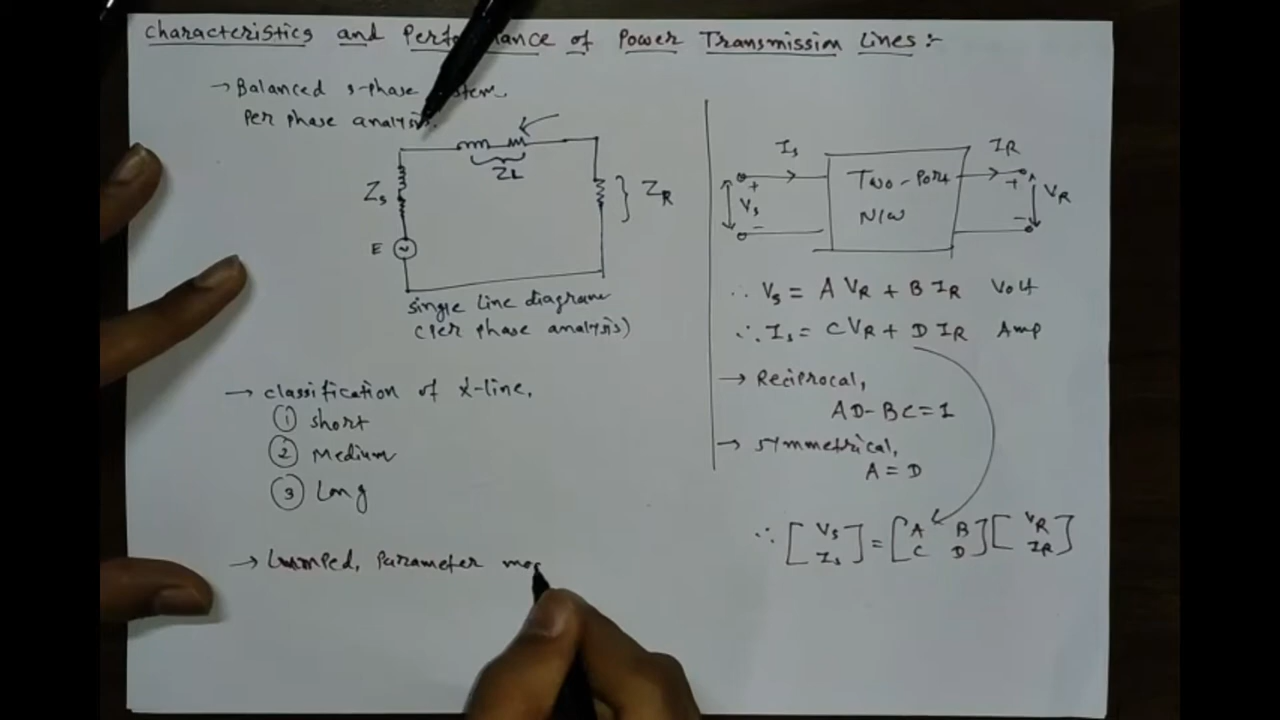 Characteristics and of Power Transmission Lines :-
→ Balanced 3-phase
Per phase analysis.
ZL
Zs
ZR
E
single line diagram
(Per phase analysis)
→ classification of x-line,
① short
② Medium
③ Long
→ Lumped, Parameter
Is
IR
Two-Port
N/W
+
+
Vs
VR
-
-
∴ Vs = A VR + B IR Volt
∴ Is = C VR + D IR Amp
→ Reciprocal,
AD - BC = 1
→ symmetrical,
A = D
∴ [Vs Is] = [A B C D] [VR IR]